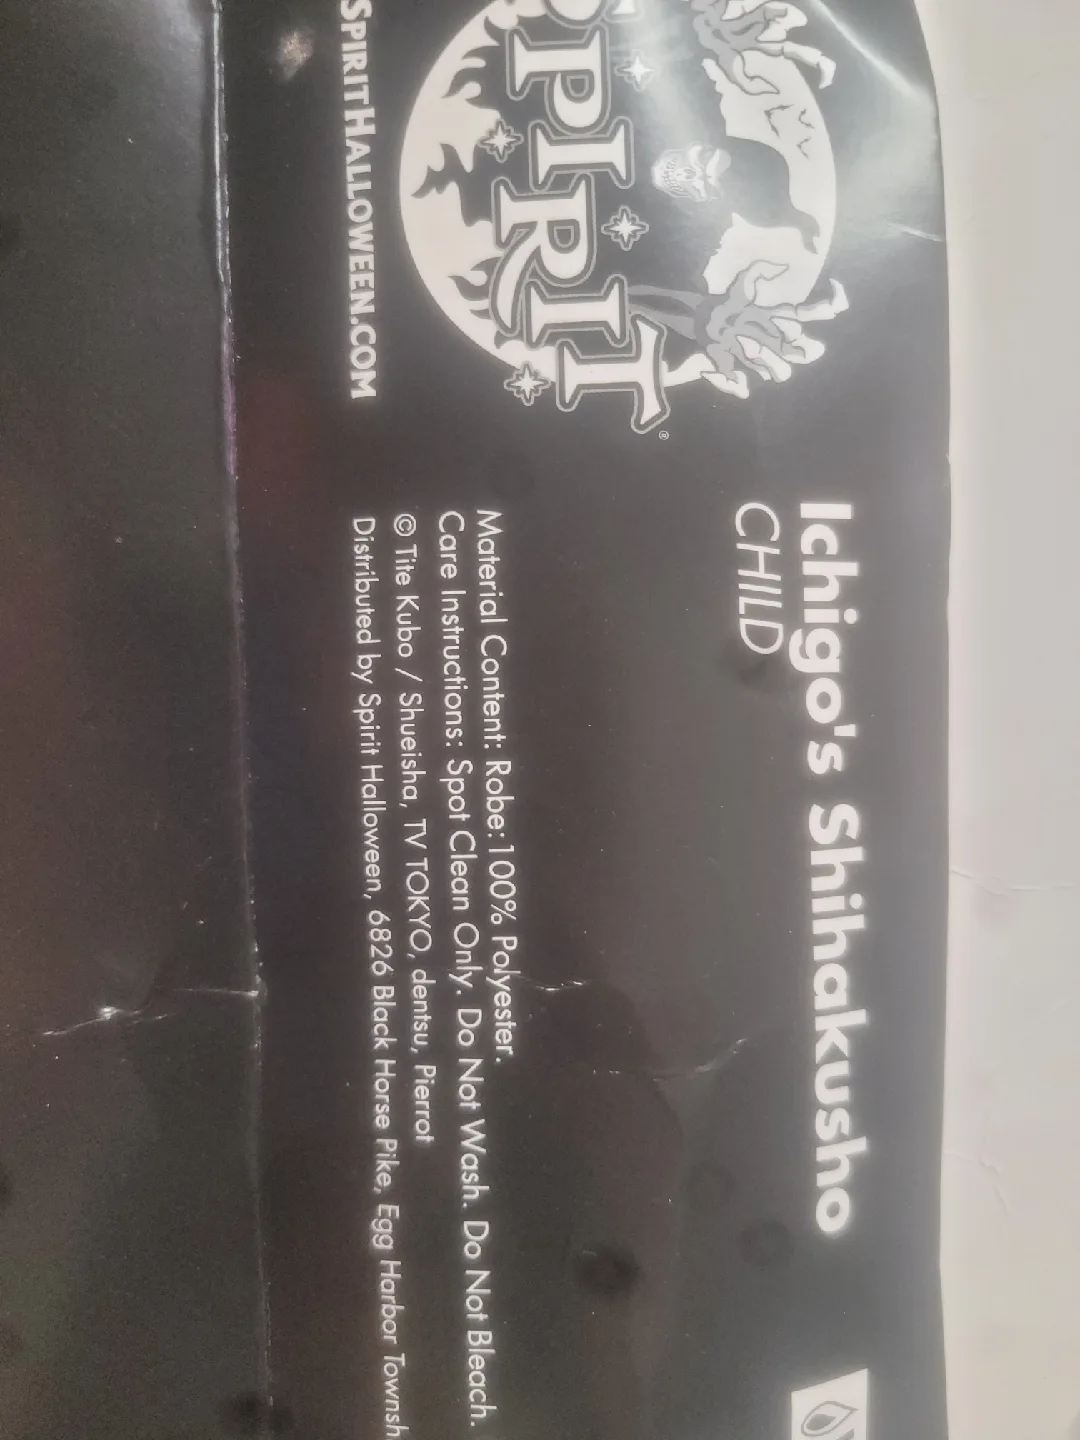 SPIRIT®
SPIRITHALLOWEEN.COM
Ichigo's Shihakusho
CHILD
Material Content: Robe:100% Polyester.
Care Instructions: Spot Clean Only. Do Not Wash. Do Not Bleach.
© Tite Kubo / Shueisha, TV TOKYO, dentsu, Pierrot
Distributed by Spirit Halloween, 6826 Black Horse Pike, Egg Harbor Townsh